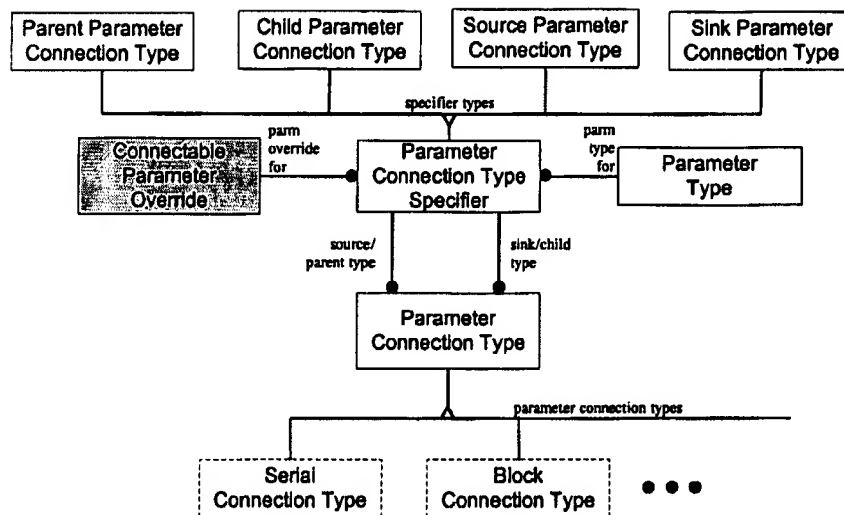 Parent Parameter
Connection Type
Child Parameter
Connection Type
Source Parameter
Connection Type
Sink Parameter
Connection Type
specifier types
parm
override
for
parm
type
for
Connectable
Parameter
Override
Parameter
Connection Type
Specifier
Parameter
Type
source/
parent type
sink/child
type
Parameter
Connection Type
parameter connection types
Serial
Connection Type
Block
Connection Type